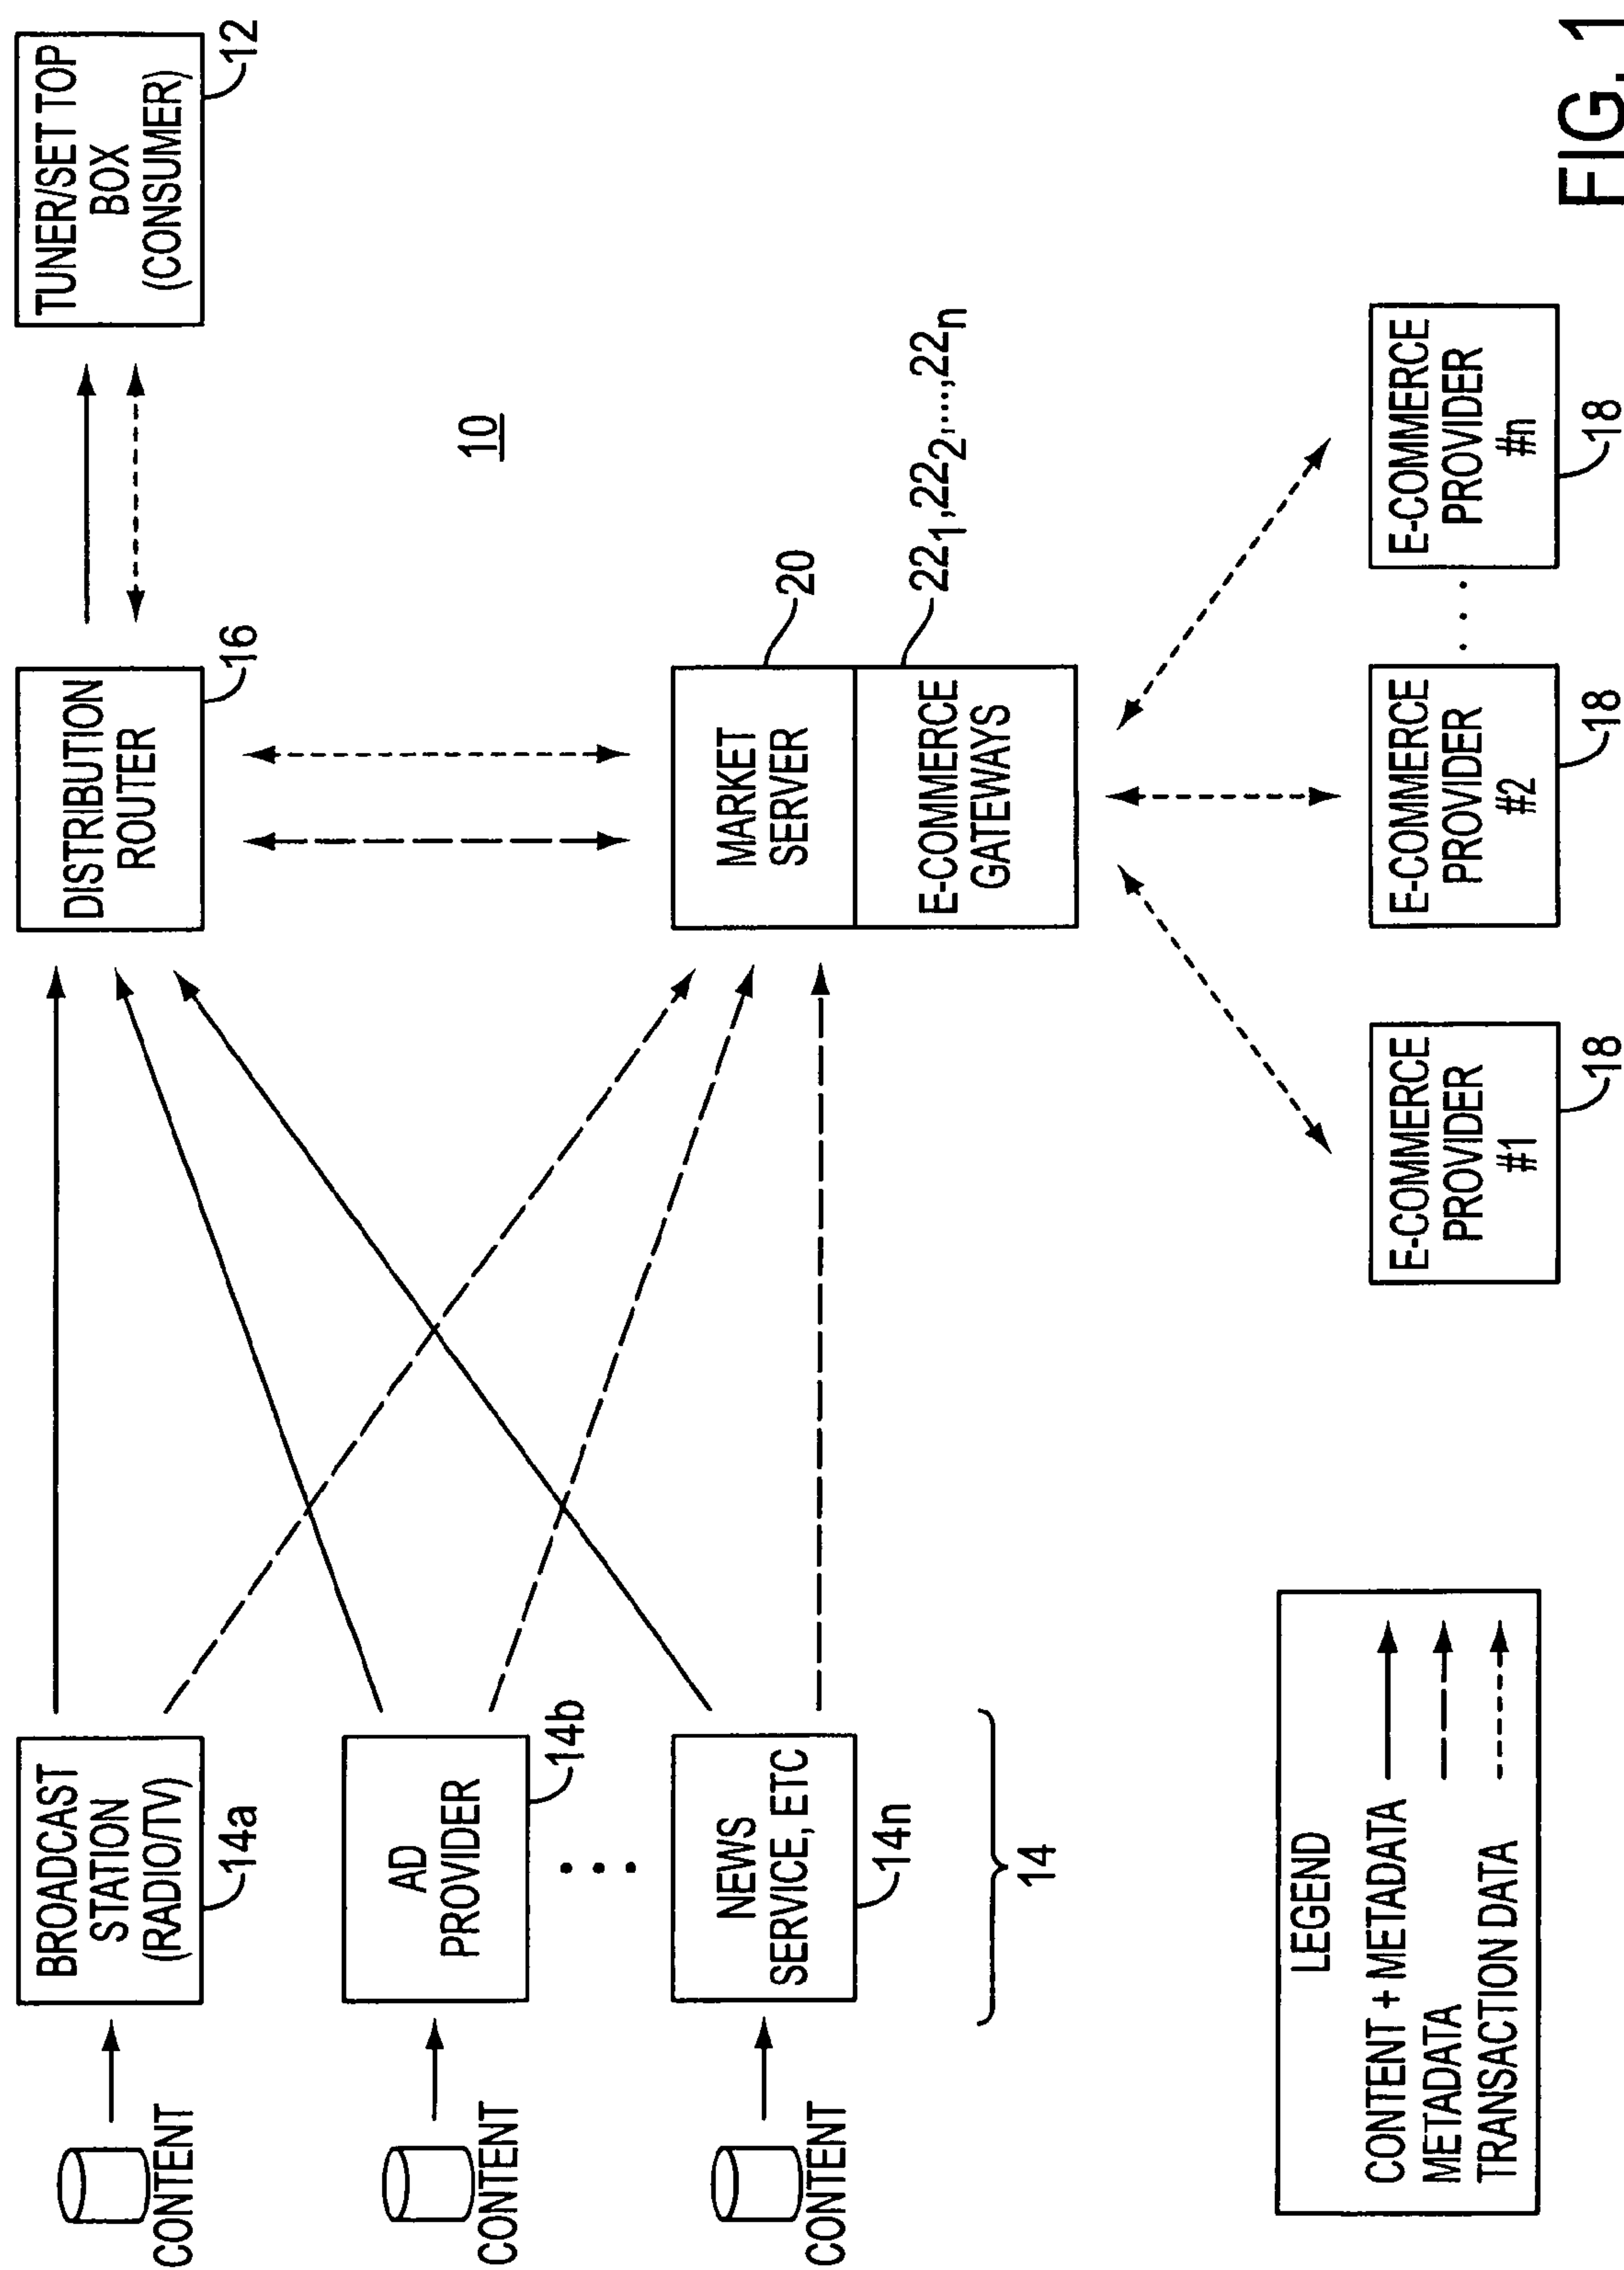 BROADCAST
STATION
(RADIO/TV)
14a
CONTENT
AD
PROVIDER
14b
CONTENT
NEWS
SERVICE, ETC
14n
CONTENT
14
DISTRIBUTION
ROUTER
16
TUNER/SET TOP
BOX
(CONSUMER)
12
10
MARKET
SERVER
20
E-COMMERCE
GATEWAYS
22₁,22₂,...,22ₙ
E-COMMERCE
PROVIDER
#1
18
E-COMMERCE
PROVIDER
#2
18
. . .
E-COMMERCE
PROVIDER
#n
18
LEGEND
CONTENT + METADATA
METADATA
TRANSACTION DATA
FIG. 1